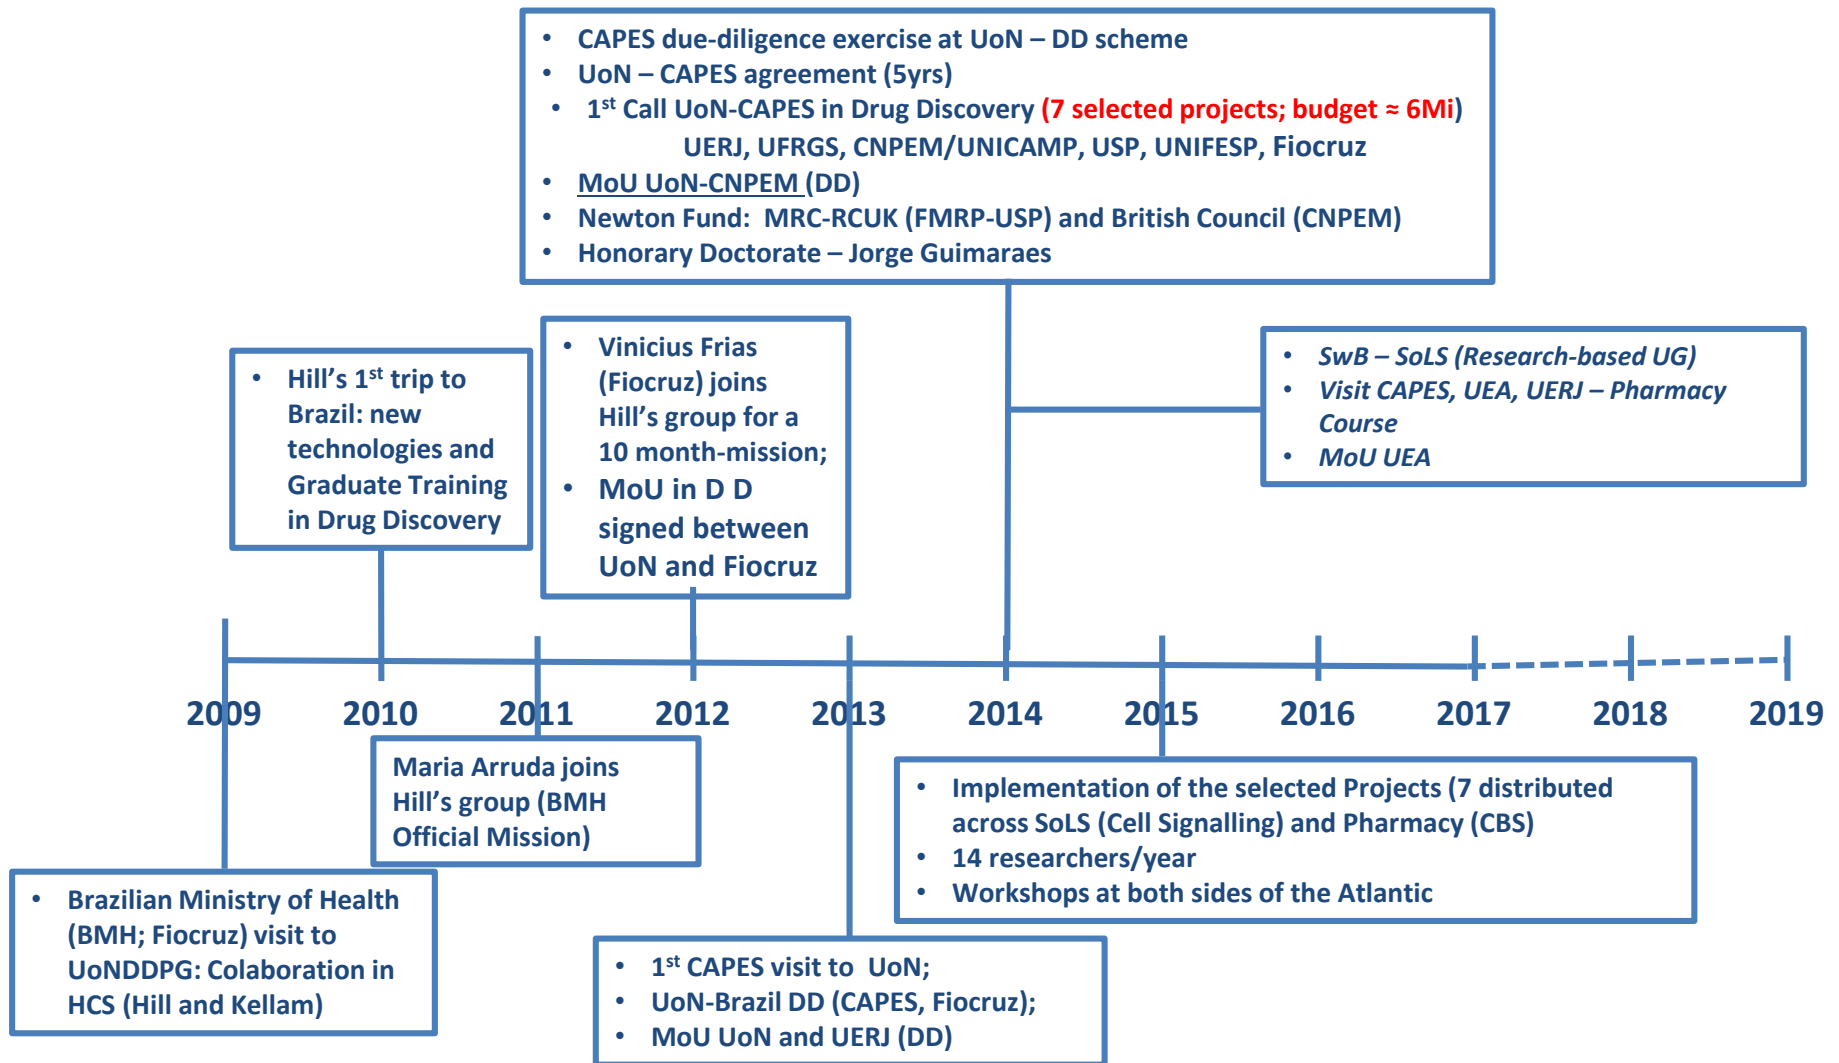 • CAPES due-diligence exercise at UoN – DD scheme
• UoN – CAPES agreement (5yrs)
• 1st Call UoN-CAPES in Drug Discovery (7 selected projects; budget ≈ 6Mi)
UERJ, UFRGS, CNPEM/UNICAMP, USP, UNIFESP, Fiocruz
• MoU UoN-CNPEM (DD)
• Newton Fund: MRC-RCUK (FMRP-USP) and British Council (CNPEM)
• Honorary Doctorate – Jorge Guimaraes
• Hill's 1st trip to
Brazil: new
technologies and
Graduate Training
in Drug Discovery
• Vinicius Frias
(Fiocruz) joins
Hill's group for a
10 month-mission;
• MoU in D D
signed between
UoN and Fiocruz
• SwB – SoLS (Research-based UG)
• Visit CAPES, UEA, UERJ – Pharmacy
Course
• MoU UEA
2009 2010 2011 2012 2013 2014 2015 2016 2017 2018 2019
Maria Arruda joins
Hill's group (BMH
Official Mission)
• Implementation of the selected Projects (7 distributed
across SoLS (Cell Signalling) and Pharmacy (CBS)
• 14 researchers/year
• Workshops at both sides of the Atlantic
• Brazilian Ministry of Health
(BMH; Fiocruz) visit to
UoNDDPG: Colaboration in
HCS (Hill and Kellam)
• 1st CAPES visit to UoN;
• UoN-Brazil DD (CAPES, Fiocruz);
• MoU UoN and UERJ (DD)